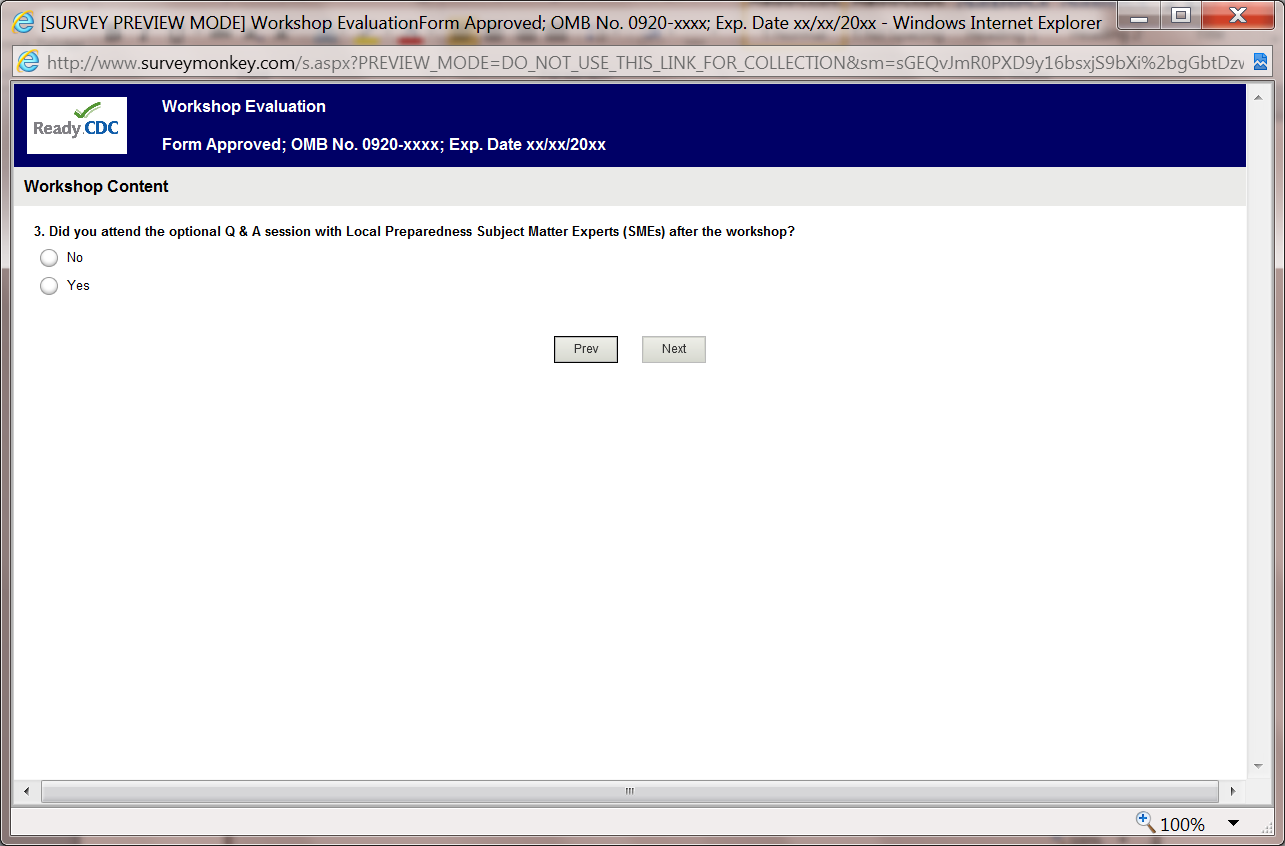 [SURVEY PREVIEW MODE] Workshop EvaluationForm Approved; OMB No. 0920-xxxx; Exp. Date xx/xx/20xx - Windows Internet Explorer
http://www.surveymonkey.com/s.aspx?PREVIEW_MODE=DO_NOT_USE_THIS_LINK_FOR_COLLECTION&sm=sGEQvJmR0PXD9y16bsxjS9bXi%2bgGbtDzv
Ready.CDC
Workshop Evaluation
Form Approved; OMB No. 0920-xxxx; Exp. Date xx/xx/20xx
Workshop Content
3. Did you attend the optional Q & A session with Local Preparedness Subject Matter Experts (SMEs) after the workshop?
No
Yes
Prev Next
100%